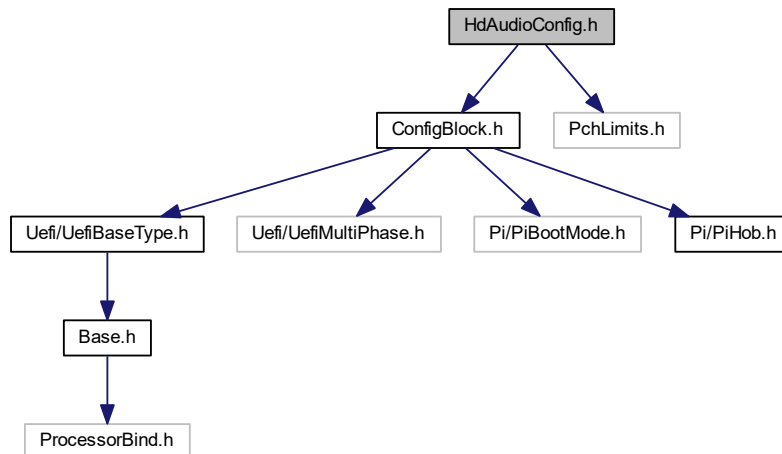 HdAudioConfig.h
ConfigBlock.h
PchLimits.h
Uefi/UefiBaseType.h
Uefi/UefiMultiPhase.h
Pi/PiBootMode.h
Pi/PiHob.h
Base.h
ProcessorBind.h